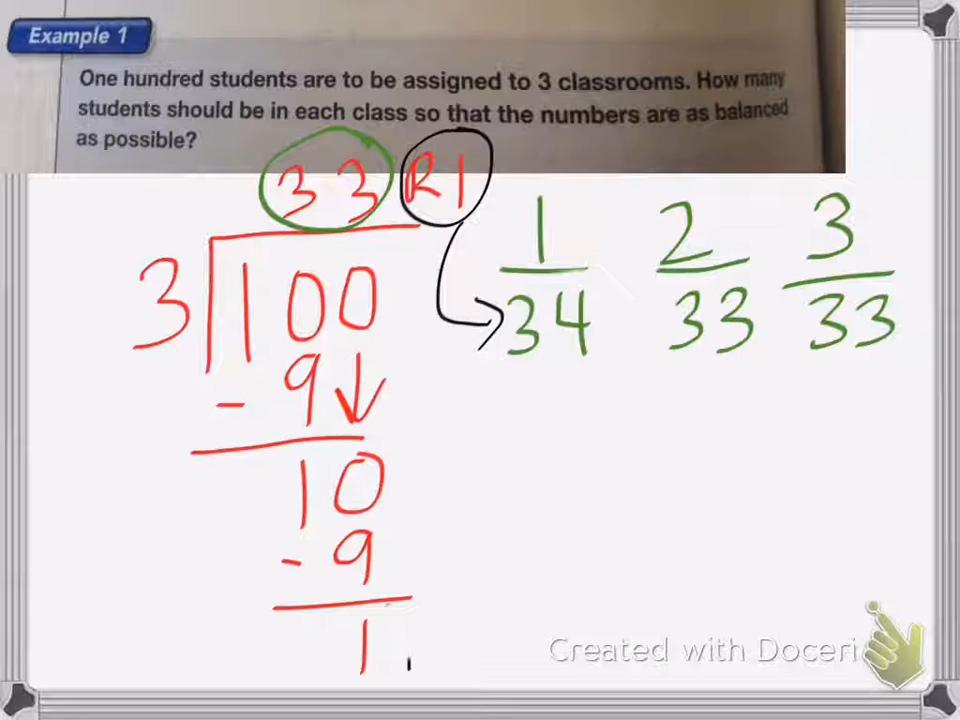 Example 1
One hundred students are to be assigned to 3 classrooms. How many
students should be in each class so that the numbers are as balanced
as possible?
33 R1
1 2 3
34 33 33
3 100
- 9
10
- 9
1
Created with Doceri